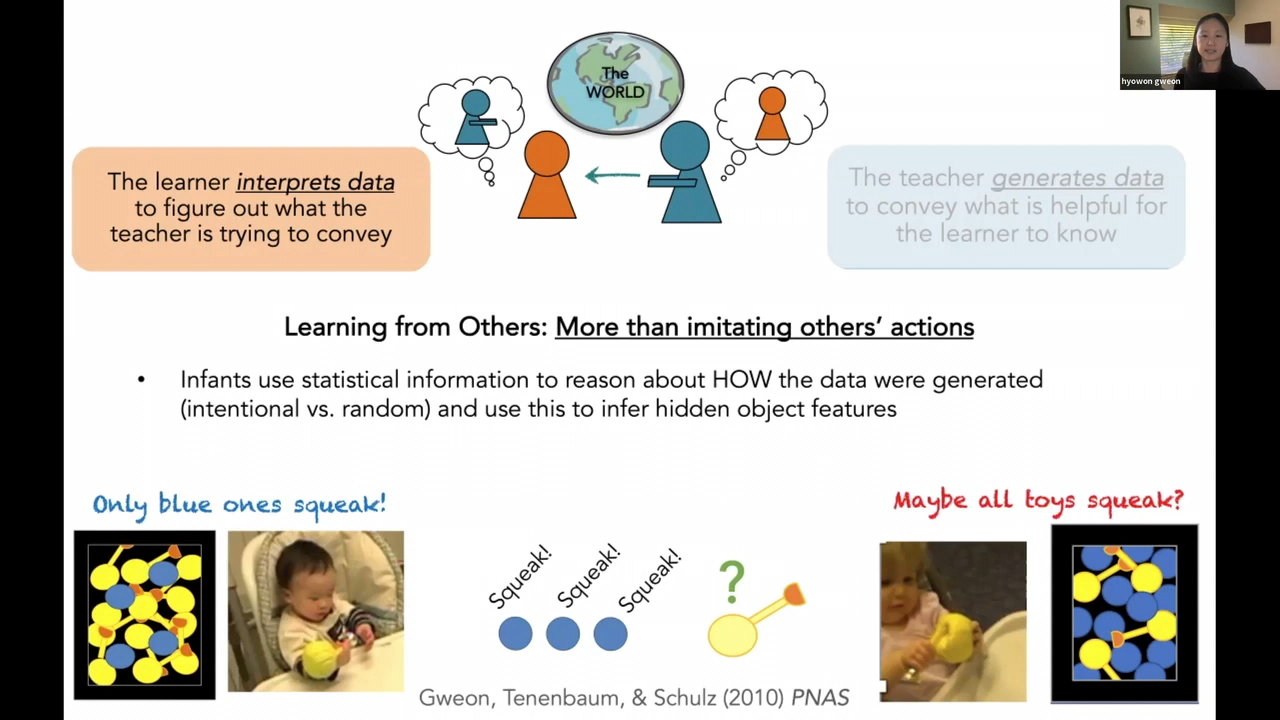 hyowon gweon
The
WORLD
The learner interprets data
to figure out what the
teacher is trying to convey
The teacher generates data
to convey what is helpful for
the learner to know
Learning from Others: More than imitating others’ actions
• Infants use statistical information to reason about HOW the data were generated
(intentional vs. random) and use this to infer hidden object features
Only blue ones squeak!
Squeak!
Squeak!
Squeak!
?
Maybe all toys squeak?
Gweon, Tenenbaum, & Schulz (2010) PNAS